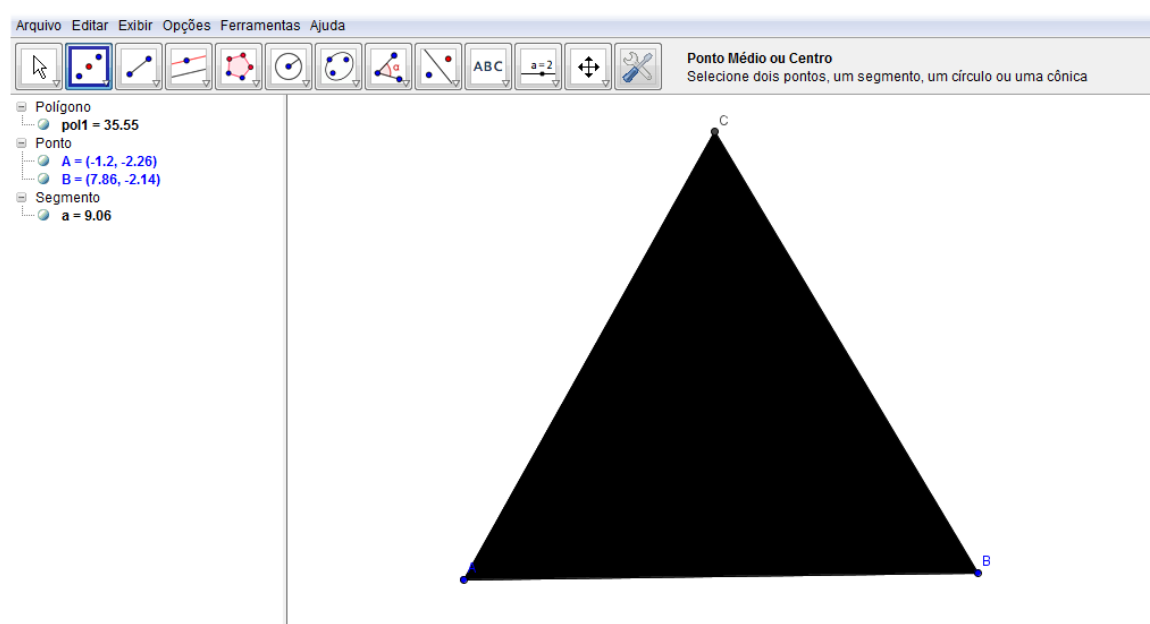 Arquivo Editar Exibir Opções Ferramentas Ajuda
α ABC a=2
Ponto Médio ou Centro
Selecione dois pontos, um segmento, um círculo ou uma cônica
Polígono
pol1 = 35.55
Ponto
A = (-1.2, -2.26)
B = (7.86, -2.14)
Segmento
a = 9.06
C
A
B